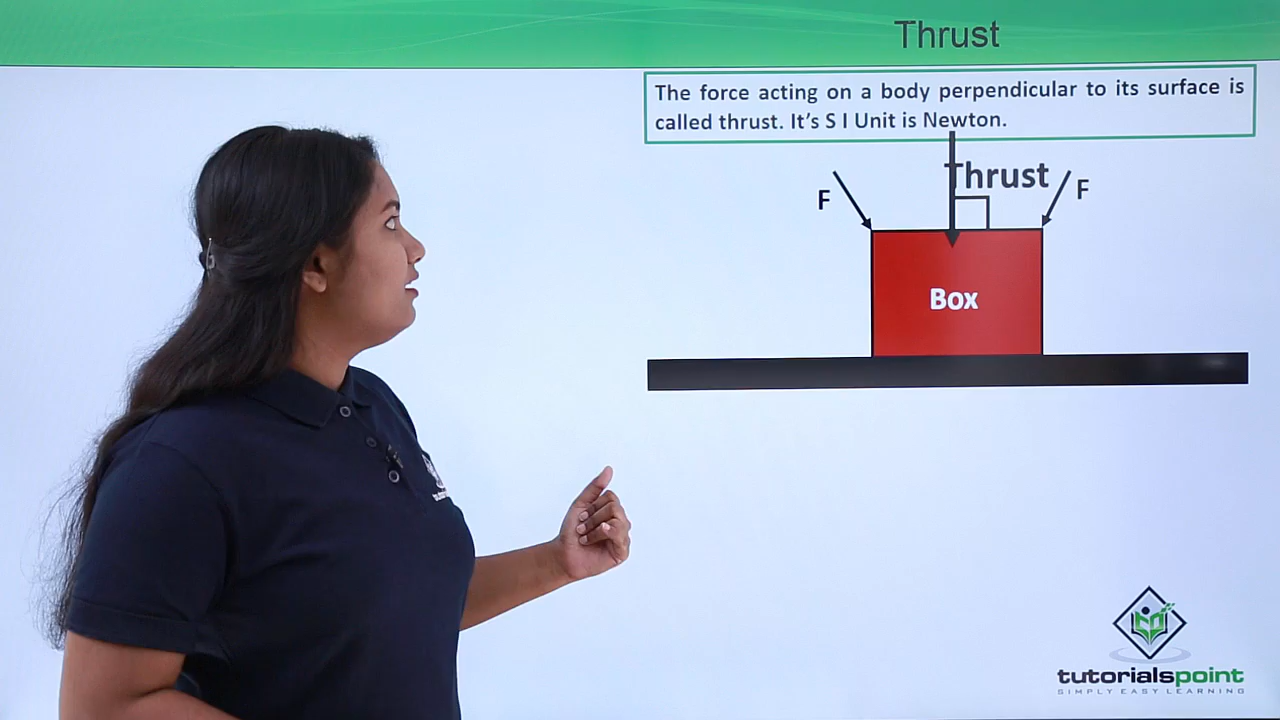 Thrust
The force acting on a body perpendicular to its surface is
called thrust. It's S I Unit is Newton.
Thrust
F
F
Box
tutorialspoint
SIMPLY EASY LEARNING